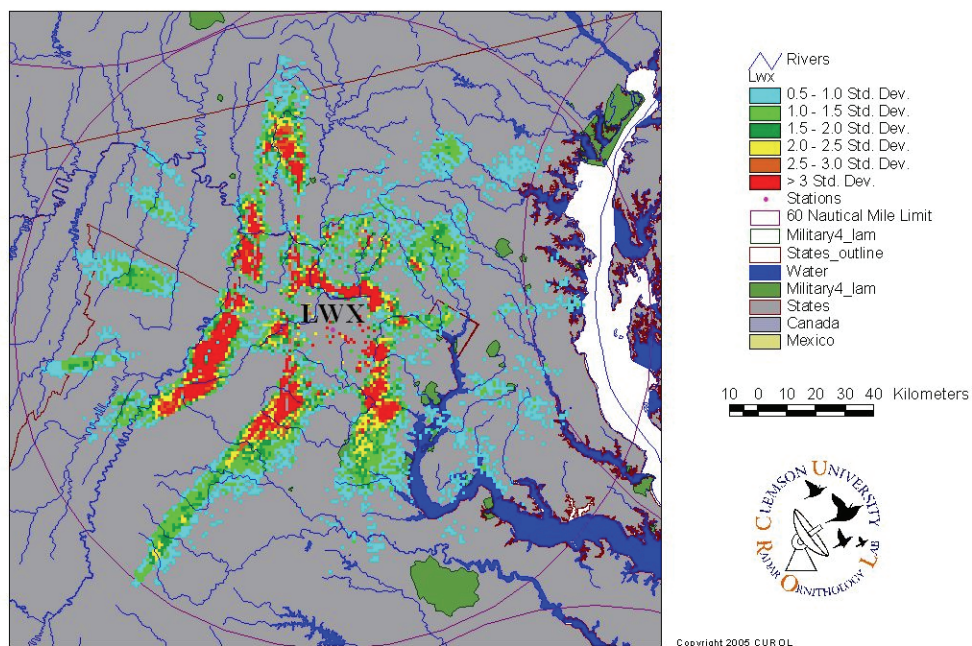 LWX
Rivers
Lwx
0.5 - 1.0 Std. Dev.
1.0 - 1.5 Std. Dev.
1.5 - 2.0 Std. Dev.
2.0 - 2.5 Std. Dev.
2.5 - 3.0 Std. Dev.
> 3 Std. Dev.
Stations
60 Nautical Mile Limit
Military4_lam
States_outline
Water
Military4_lam
States
Canada
Mexico
10 0 10 20 30 40 Kilometers
CLEMSON UNIVERSITY
RADAR ORNITHOLOGY LAB
Copyright 2005 CUROL